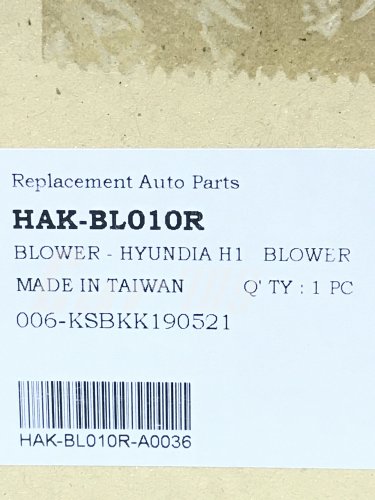 Replacement Auto Parts
HAK-BL010R
BLOWER - HYUNDIA H1 BLOWER
MADE IN TAIWAN Q' TY : 1 PC
006-KSBKK190521
HAK-BL010R-A0036